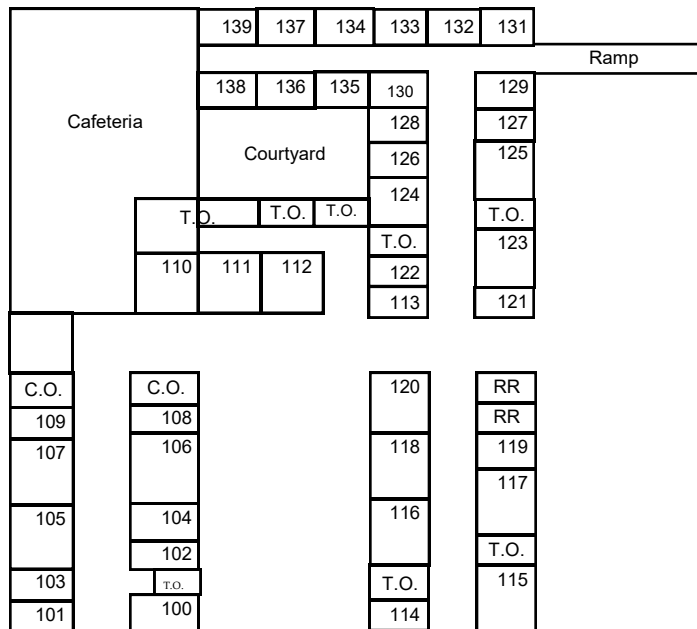 139 137 134 133 132 131
Ramp
138 136 135 130 129
Cafeteria
128 127
Courtyard
126 125
124
T.O. T.O. T.O. T.O.
T.O. 123
110 111 112 122
113 121
C.O. C.O. 120 RR
109 108 RR
107 106 118 119
117
105 104 116
102 T.O.
103 T.O. T.O. 115
101 100 114